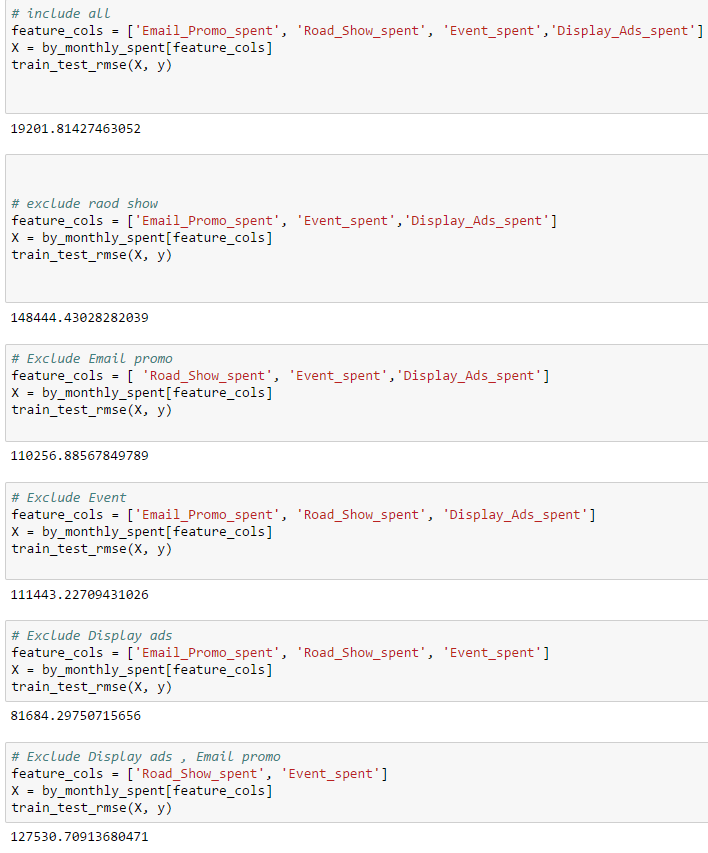 # include all
feature_cols = ['Email_Promo_spent', 'Road_Show_spent', 'Event_spent','Display_Ads_spent']
X = by_monthly_spent[feature_cols]
train_test_rmse(X, y)
19201.81427463052
# exclude raod show
feature_cols = ['Email_Promo_spent', 'Event_spent','Display_Ads_spent']
X = by_monthly_spent[feature_cols]
train_test_rmse(X, y)
148444.43028282039
# Exclude Email promo
feature_cols = [ 'Road_Show_spent', 'Event_spent','Display_Ads_spent']
X = by_monthly_spent[feature_cols]
train_test_rmse(X, y)
110256.88567849789
# Exclude Event
feature_cols = ['Email_Promo_spent', 'Road_Show_spent', 'Display_Ads_spent']
X = by_monthly_spent[feature_cols]
train_test_rmse(X, y)
111443.22709431026
# Exclude Display ads
feature_cols = ['Email_Promo_spent', 'Road_Show_spent', 'Event_spent']
X = by_monthly_spent[feature_cols]
train_test_rmse(X, y)
81684.29750715656
# Exclude Display ads , Email promo
feature_cols = ['Road_Show_spent', 'Event_spent']
X = by_monthly_spent[feature_cols]
train_test_rmse(X, y)
127530.70913680471